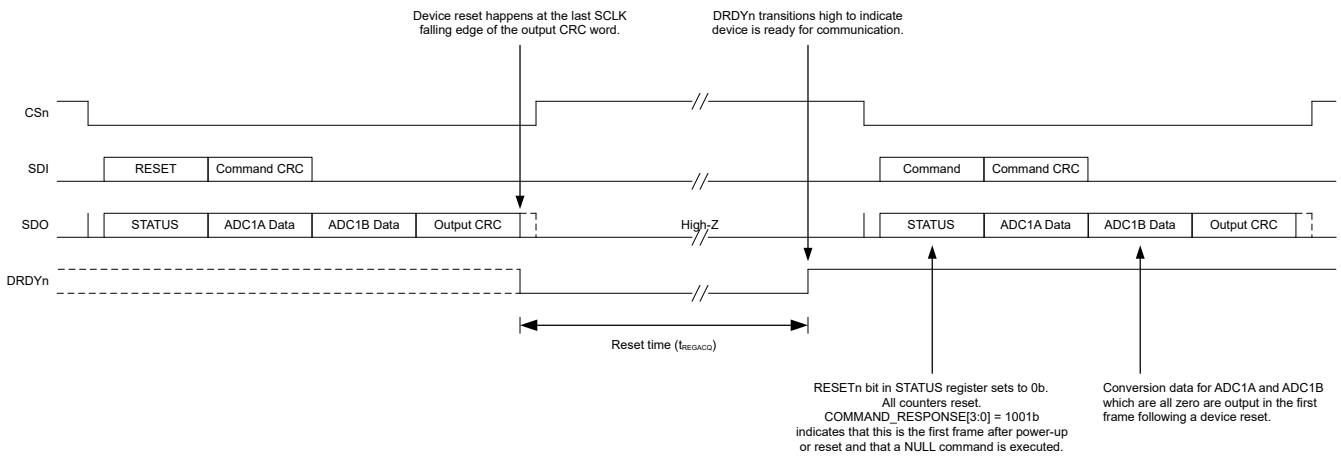 Device reset happens at the last SCLK
falling edge of the output CRC word.
DRDYn transitions high to indicate
device is ready for communication.
CSn
SDI
RESET
Command CRC
Command
Command CRC
SDO
STATUS
ADC1A Data
ADC1B Data
Output CRC
High-Z
STATUS
ADC1A Data
ADC1B Data
Output CRC
DRDYn
Reset time (tREGACQ)
RESETn bit in STATUS register sets to 0b.
All counters reset.
COMMAND_RESPONSE[3:0] = 1001b
indicates that this is the first frame after power-up
or reset and that a NULL command is executed.
Conversion data for ADC1A and ADC1B
which are all zero are output in the first
frame following a device reset.